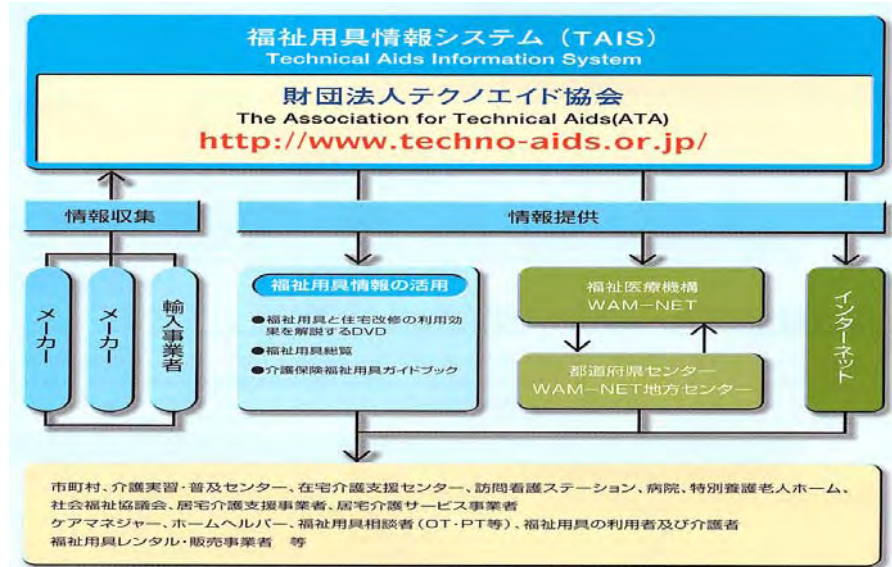 福祉用具情報システム（TAIS）
Technical Aids Information System
財団法人テクノエイド協会
The Association for Technical Aids(ATA)
http://www.techno-aids.or.jp/
情報収集
情報提供
メーカー
メーカー
輸入事業者
福祉用具情報の活用
●福祉用具と住宅改修の利用効
果を解説するDVD
●福祉用具総覧
●介護保険福祉用具ガイドブック
福祉医療機構
WAM-NET
都道府県センター
WAM-NET地方センター
インターネット
市町村、介護実習・普及センター、在宅介護支援センター、訪問看護ステーション、病院、特別養護老人ホーム、
社会福祉協議会、居宅介護支援事業者、居宅介護サービス事業者
ケアマネジャー、ホームヘルパー、福祉用具相談者（OT・PT等）、福祉用具の利用者及び介護者
福祉用具レンタル・販売事業者　等